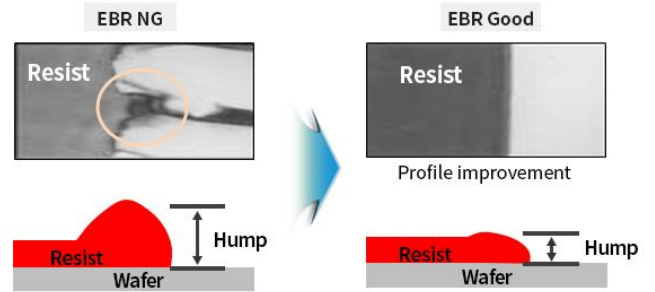 EBR NG
EBR Good
Resist
Resist
Profile improvement
Hump
Resist
Wafer
Hump
Resist
Wafer